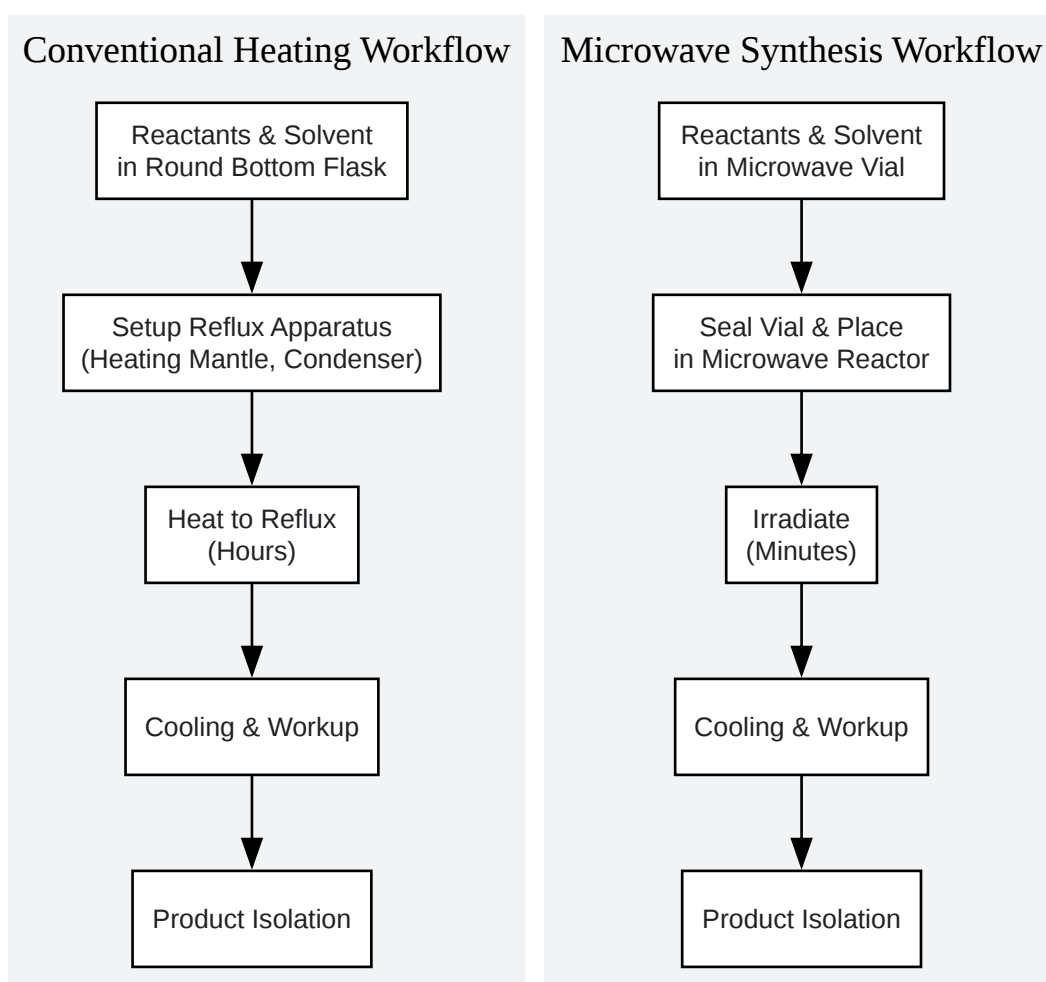 Conventional Heating Workflow
Reactants & Solvent
in Round Bottom Flask
Setup Reflux Apparatus
(Heating Mantle, Condenser)
Heat to Reflux
(Hours)
Cooling & Workup
Product Isolation
Microwave Synthesis Workflow
Reactants & Solvent
in Microwave Vial
Seal Vial & Place
in Microwave Reactor
Irradiate
(Minutes)
Cooling & Workup
Product Isolation